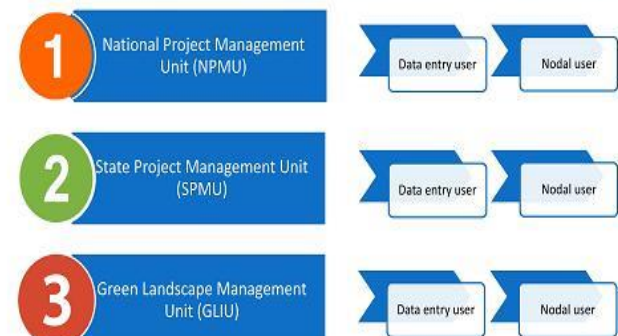 1
National Project Management
Unit (NPMU)
Data entry user
Nodal user
2
State Project Management Unit
(SPMU)
Data entry user
Nodal user
3
Green Landscape Management
Unit (GLIU)
Data entry user
Nodal user